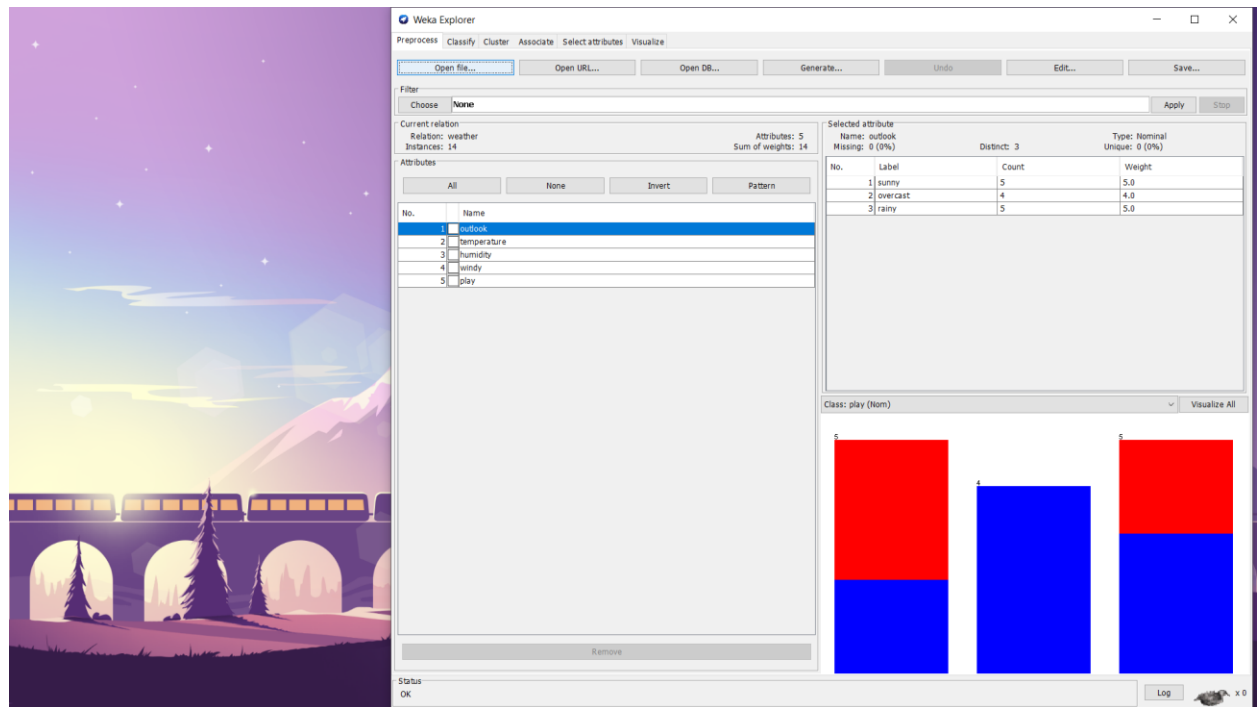 Weka Explorer
Preprocess Classify Cluster Associate Select attributes Visualize
Open file... Open URL... Open DB... Generate... Undo Edit... Save...
Filter
Choose None Apply Stop
Current relation
Relation: weather Attributes: 5
Instances: 14 Sum of weights: 14
Attributes
All None Invert Pattern
No. Name
1 outlook
2 temperature
3 humidity
4 windy
5 play
Remove
Selected attribute
Name: outlook Type: Nominal
Missing: 0 (0%) Distinct: 3 Unique: 0 (0%)
No. Label Count Weight
1 sunny 5 5.0
2 overcast 4 4.0
3 rainy 5 5.0
Class: play (Nom) Visualize All
5 4 5
Status
OK Log x 0